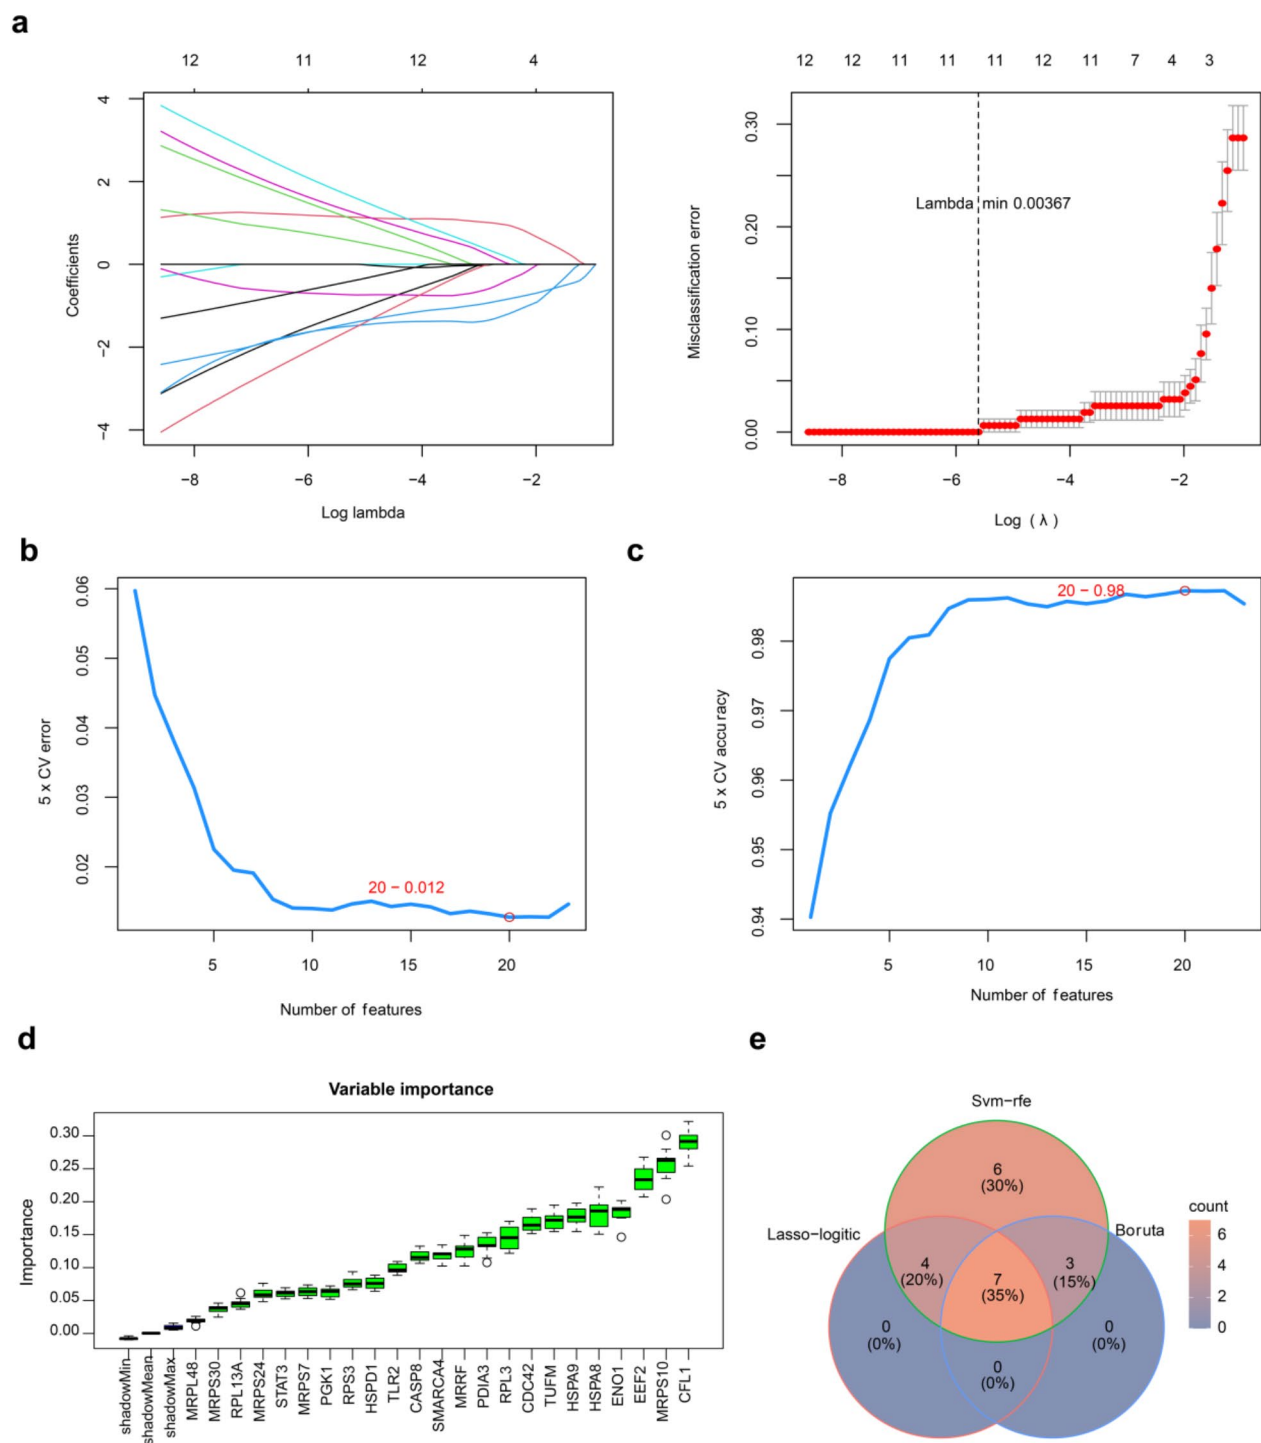 a
12 11 12 4
4
2
0
−2
−4
Coefficients
−8 −6 −4 −2
Log lambda
12 12 11 11 11 12 11 7 4 3
0.30
0.20
0.10
0.00
Misclassification error
Lambda min 0.00367
−8 −6 −4 −2
Log ( λ )
b
0.06
0.05
0.04
0.03
0.02
5 x CV error
20 − 0.012
5 10 15 20
Number of features
c
0.98
0.97
0.96
0.95
0.94
5 x CV accuracy
20 − 0.98
5 10 15 20
Number of features
d
Variable importance
0.30
0.25
0.20
0.15
0.10
0.05
0.00
Importance
shadowMin
shadowMean
shadowMax
MRPL48
MRPS30
RPL13A
MRPS24
STAT3
MRPS7
PGK1
RPS3
HSPD1
TLR2
CASP8
SMARCA4
MRRF
PDIA3
RPL3
CDC42
TUFM
HSPA9
HSPA8
ENO1
EEF2
MRPS10
CFL1
e
Svm−rfe
Lasso−logitic
Boruta
6
(30%)
4
(20%)
7
(35%)
3
(15%)
0
(0%)
0
(0%)
0
(0%)
count
6
4
2
0